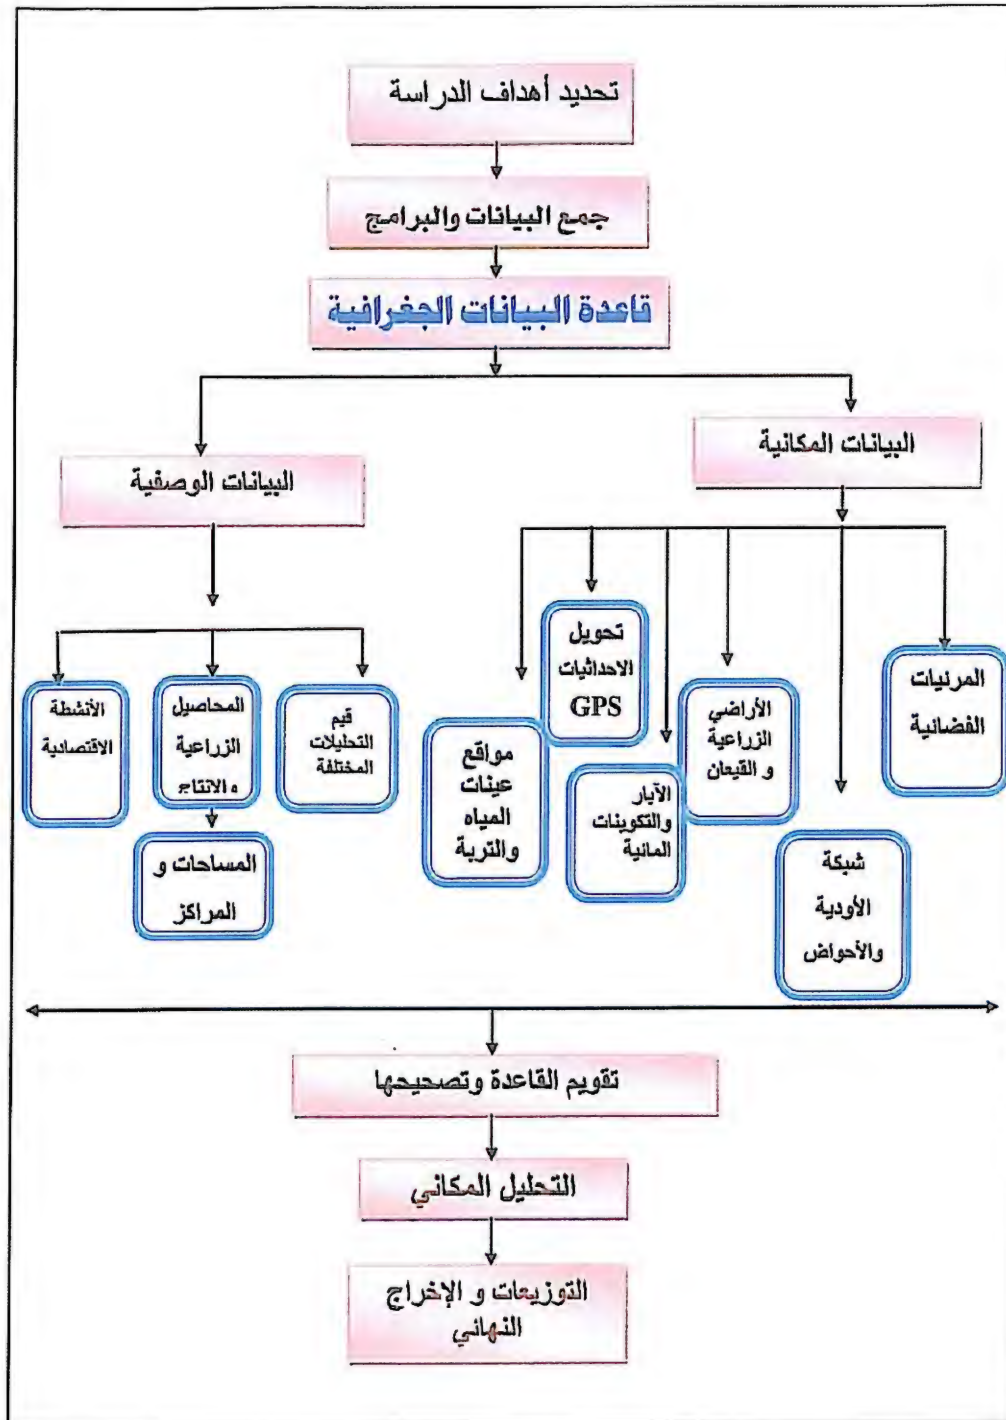 تحديد أهداف الدراسة
جمع البيانات والبرامج
قاعدة البيانات الجغرافية
البيانات المكانية
البيانات الوصفية
المرئيات
الفضائية
شبكة
الأودية
والأحواض
الأراضي
الزراعية
و القيعان
الآبار
والتكوينات
المائية
تحويل
الاحداثيات
GPS
مواقع
عينات
المياه
والتربة
قيم
التحليلات
المختلفة
المحاصيل
الزراعية
والانتاج
المساحات و
المراكز
الأنشطة
الاقتصادية
تقويم القاعدة وتصحيحها
التحليل المكاني
التوزيعات و الإخراج
النهائي